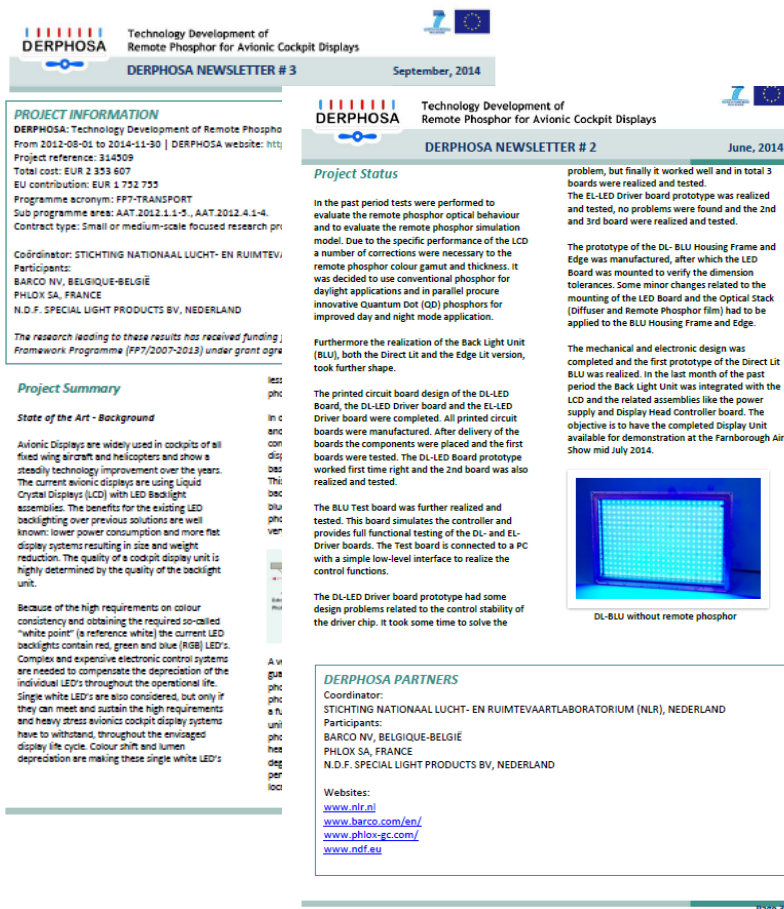 DERPHOSA
Technology Development of
Remote Phosphor for Avionic Cockpit Displays
DERPHOSA NEWSLETTER # 3
September, 2014
PROJECT INFORMATION
DERPHOSA: Technology Development of Remote Phospho
From 2012-08-01 to 2014-11-30 | DERPHOSA website:
Project reference: 314509
Total cost: EUR 2 353 607
EU contribution: EUR 1 752 755
Programme acronym: FP7-TRANSPORT
Sub programme area: AAT.2012.1.1-5., AAT.2012.4.1-4.
Contract type: Small or medium-scale focused research
Coördinator: STICHTING NATIONAAL LUCHT- EN RUIMTEV
Participants:
BARCO NV, BELGIQUE-BELGIË
PHLOX SA, FRANCE
N.D.F. SPECIAL LIGHT PRODUCTS BV, NEDERLAND
The research leading to these results has received funding
Framework Programme (FP7/2007-2013) under grant agre
Project Summary
State of the Art - Background
Avionic Displays are widely used in cockpits of all
fixed wing aircraft and helicopters and show a
steadily technology improvement over the years.
The current avionic displays are using Liquid
Crystal Displays (LCD) with LED Backlight
assemblies. The benefits for the existing LED
backlighting over previous solutions are well
known: lower power consumption and more flat
display systems resulting in size and weight
reduction. The quality of a cockpit display unit is
highly determined by the quality of the backlight
unit.
Because of the high requirements on colour
consistency and obtaining the required so-called
"white point" (a reference white) the current LED
backlights contain red, green and blue (RGB) LED's.
Complex and expensive electronic control systems
are needed to compensate the depreciation of the
individual LED's throughout the operational life.
Single white LED's are also considered, but only if
they can meet and sustain the high requirements
and heavy stress avionics cockpit display systems
have to withstand, throughout the envisaged
display life cycle. Colour shift and lumen
depreciation are making these single white LED's
DERPHOSA
Technology Development of
Remote Phosphor for Avionic Cockpit Displays
DERPHOSA NEWSLETTER # 2
June, 2014
Project Status
In the past period tests were performed to
evaluate the remote phosphor optical behaviour
and to evaluate the remote phosphor simulation
model. Due to the specific performance of the LCD
a number of corrections were necessary to the
remote phosphor colour gamut and thickness. It
was decided to use conventional phosphor for
daylight applications and in parallel procure
innovative Quantum Dot (QD) phosphors for
improved day and night mode application.
Furthermore the realization of the Back Light Unit
(BLU), both the Direct Lit and the Edge Lit version,
took further shape.
The printed circuit board design of the DL-LED
Board, the DL-LED Driver board and the EL-LED
Driver board were completed. All printed circuit
boards were manufactured. After delivery of the
boards the components were placed and the first
boards were tested. The DL-LED Board prototype
worked first time right and the 2nd board was also
realized and tested.
The BLU Test board was further realized and
tested. This board simulates the controller and
provides full functional testing of the DL- and EL-
Driver boards. The Test board is connected to a PC
with a simple low-level interface to realize the
control functions.
The DL-LED Driver board prototype had some
design problems related to the control stability of
the driver chip. It took some time to solve the
problem, but finally it worked well and in total 3
boards were realized and tested.
The EL-LED Driver board prototype was realized
and tested, no problems were found and the 2nd
and 3rd board were realized and tested.
The prototype of the DL- BLU Housing Frame and
Edge was manufactured, after which the LED
Board was mounted to verify the dimension
tolerances. Some minor changes related to the
mounting of the LED Board and the Optical Stack
(Diffuser and Remote Phosphor film) had to be
applied to the BLU Housing Frame and Edge.
The mechanical and electronic design was
completed and the first prototype of the Direct Lit
BLU was realized. In the last month of the past
period the Back Light Unit was integrated with the
LCD and the related assemblies like the power
supply and Display Head Controller board. The
objective is to have the completed Display Unit
available for demonstration at the Farnborough Air
Show mid July 2014.
DL-BLU without remote phosphor
DERPHOSA PARTNERS
Coordinator:
STICHTING NATIONAAL LUCHT- EN RUIMTEVAARTLABORATORIUM (NLR), NEDERLAND
Participants:
BARCO NV, BELGIQUE-BELGIË
PHLOX SA, FRANCE
N.D.F. SPECIAL LIGHT PRODUCTS BV, NEDERLAND
Websites:
www.nlr.nl
www.barco.com/en/
www.phlox-gc.com/
www.ndf.eu